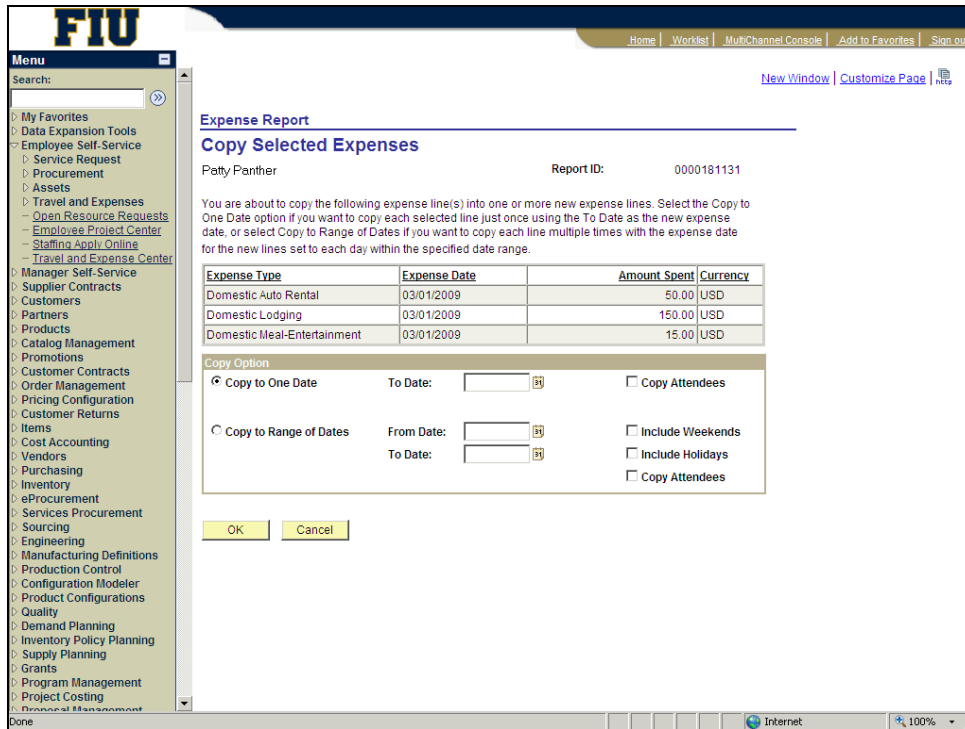 FIU
Home | Worklist | MultiChannel Console | Add to Favorites | Sign ou
Menu
Search:
My Favorites
Data Expansion Tools
Employee Self-Service
Service Request
Procurement
Assets
Travel and Expenses
Open Resource Requests
Employee Project Center
Staffing Apply Online
Travel and Expense Center
Manager Self-Service
Supplier Contracts
Customers
Partners
Products
Catalog Management
Promotions
Customer Contracts
Order Management
Pricing Configuration
Customer Returns
Items
Cost Accounting
Vendors
Purchasing
Inventory
eProcurement
Services Procurement
Sourcing
Engineering
Manufacturing Definitions
Production Control
Configuration Modeler
Product Configurations
Quality
Demand Planning
Inventory Policy Planning
Supply Planning
Grants
Program Management
Project Costing
Proposal Management
New Window | Customize Page | http
Expense Report
Copy Selected Expenses
Patty Panther Report ID: 0000181131
You are about to copy the following expense line(s) into one or more new expense lines. Select the Copy to
One Date option if you want to copy each selected line just once using the To Date as the new expense
date, or select Copy to Range of Dates if you want to copy each line multiple times with the expense date
for the new lines set to each day within the specified date range.
Expense Type Expense Date Amount Spent Currency
Domestic Auto Rental 03/01/2009 50.00 USD
Domestic Lodging 03/01/2009 150.00 USD
Domestic Meal-Entertainment 03/01/2009 15.00 USD
Copy Option
Copy to One Date To Date: 31 Copy Attendees
Copy to Range of Dates From Date: 31 Include Weekends
To Date: 31 Include Holidays
Copy Attendees
OK Cancel
Done Internet 100%